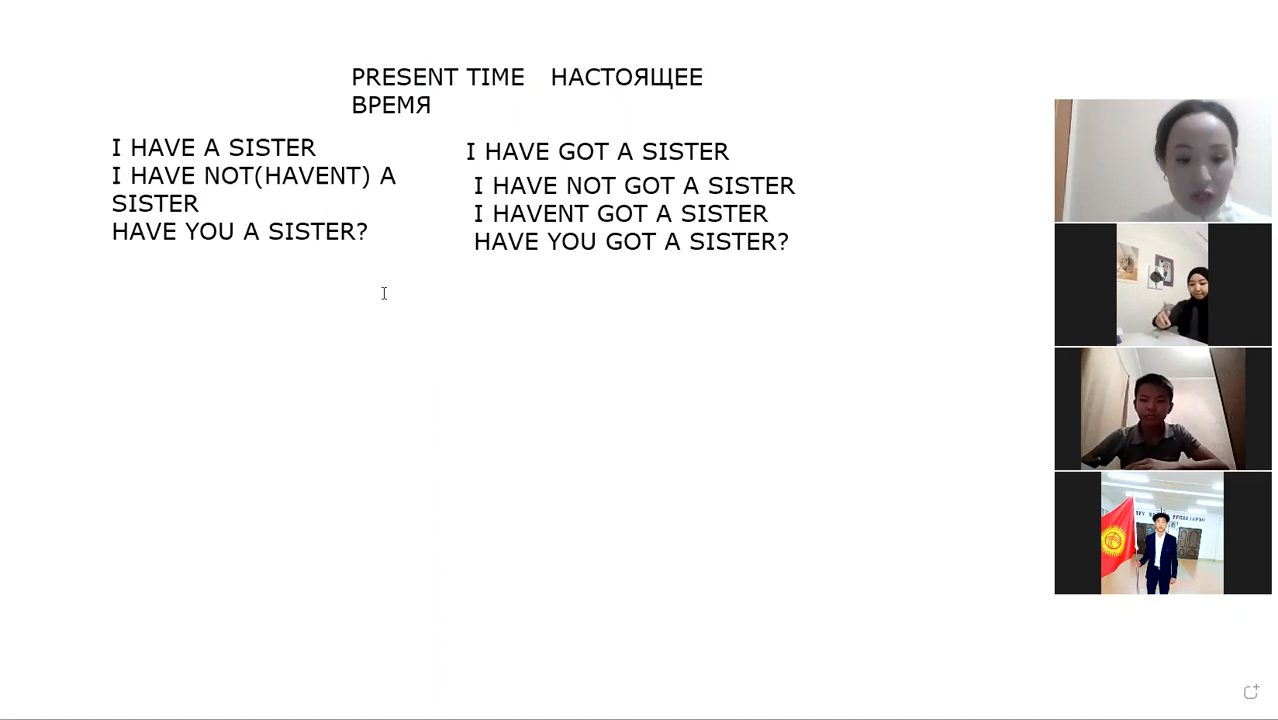 PRESENT TIME НАСТОЯЩЕЕ
ВРЕМЯ
I HAVE A SISTER
I HAVE NOT(HAVENT) A
SISTER
HAVE YOU A SISTER?
I HAVE GOT A SISTER
I HAVE NOT GOT A SISTER
I HAVENT GOT A SISTER
HAVE YOU GOT A SISTER?